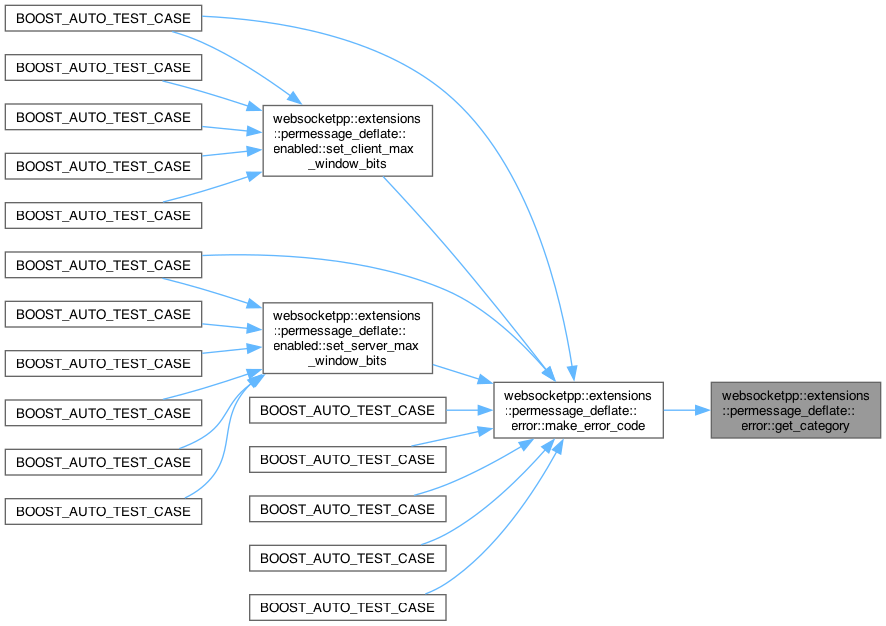 BOOST_AUTO_TEST_CASE
BOOST_AUTO_TEST_CASE
BOOST_AUTO_TEST_CASE
BOOST_AUTO_TEST_CASE
BOOST_AUTO_TEST_CASE
websocketpp::extensions
::permessage_deflate::
enabled::set_client_max
_window_bits
BOOST_AUTO_TEST_CASE
BOOST_AUTO_TEST_CASE
BOOST_AUTO_TEST_CASE
BOOST_AUTO_TEST_CASE
BOOST_AUTO_TEST_CASE
BOOST_AUTO_TEST_CASE
websocketpp::extensions
::permessage_deflate::
enabled::set_server_max
_window_bits
BOOST_AUTO_TEST_CASE
BOOST_AUTO_TEST_CASE
BOOST_AUTO_TEST_CASE
BOOST_AUTO_TEST_CASE
BOOST_AUTO_TEST_CASE
websocketpp::extensions
::permessage_deflate::
error::make_error_code
websocketpp::extensions
::permessage_deflate::
error::get_category